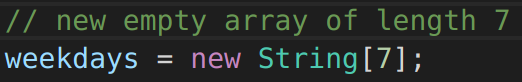 // new empty array of length 7
weekdays = new String[7];